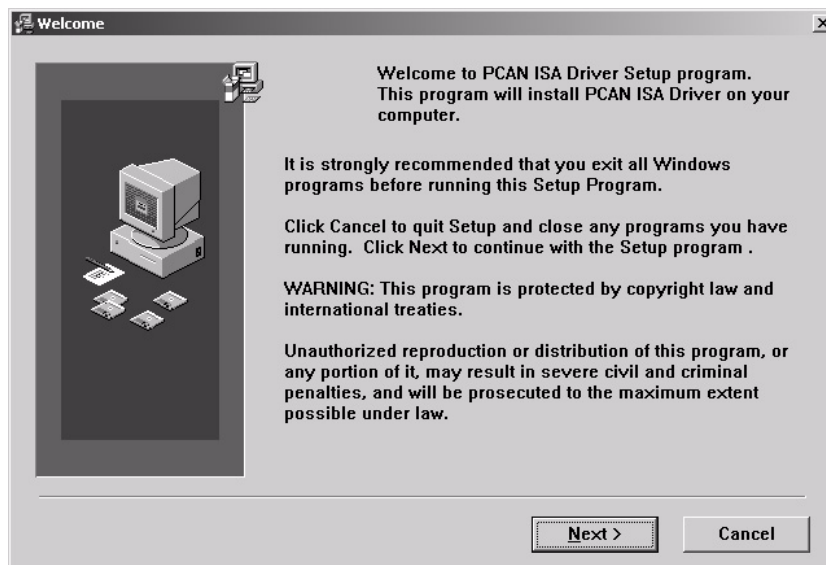 Welcome
Welcome to PCAN ISA Driver Setup program.
This program will install PCAN ISA Driver on your
computer.
It is strongly recommended that you exit all Windows
programs before running this Setup Program.
Click Cancel to quit Setup and close any programs you have
running.  Click Next to continue with the Setup program .
WARNING: This program is protected by copyright law and
international treaties.
Unauthorized reproduction or distribution of this program, or
any portion of it, may result in severe civil and criminal
penalties, and will be prosecuted to the maximum extent
possible under law.
Next >
Cancel